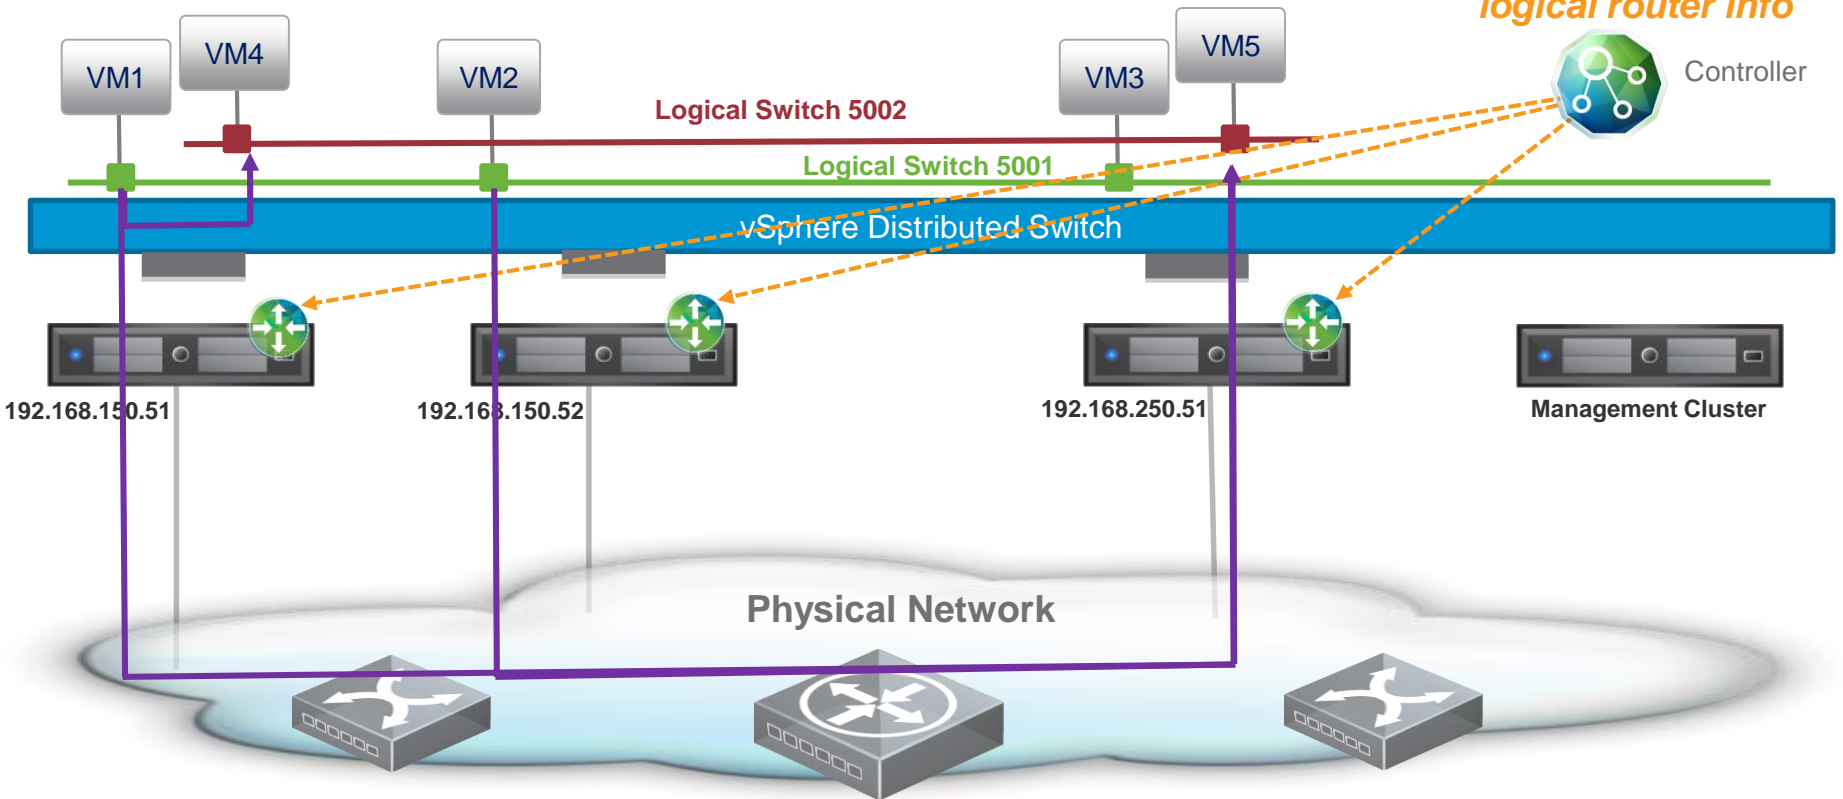 logical router info
VM4
VM5
VM1
VM2
VM3
Controller
Logical Switch 5002
Logical Switch 5001
vSphere Distributed Switch
192.168.150.51
192.168.150.52
192.168.250.51
Management Cluster
Physical Network